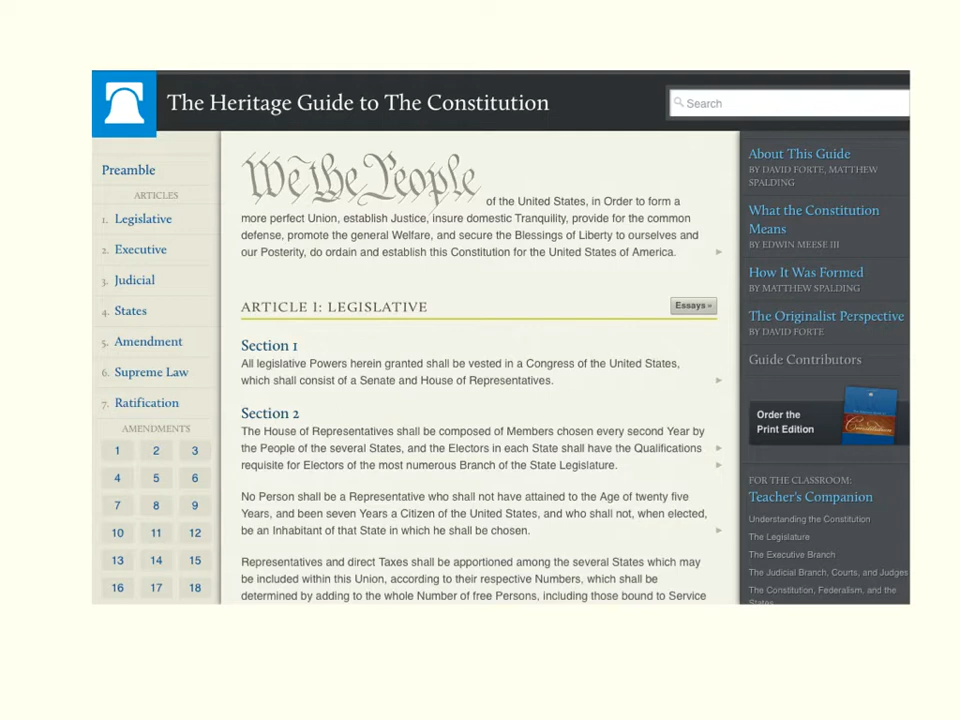 The Heritage Guide to The Constitution
Search
Preamble
ARTICLES
1. Legislative
2. Executive
3. Judicial
4. States
5. Amendment
6. Supreme Law
7. Ratification
AMENDMENTS
1 2 3
4 5 6
7 8 9
10 11 12
13 14 15
16 17 18
We the People of the United States, in Order to form a
more perfect Union, establish Justice, insure domestic Tranquility, provide for the common
defense, promote the general Welfare, and secure the Blessings of Liberty to ourselves and
our Posterity, do ordain and establish this Constitution for the United States of America.
ARTICLE I: LEGISLATIVE
Essays »
Section 1
All legislative Powers herein granted shall be vested in a Congress of the United States,
which shall consist of a Senate and House of Representatives.
Section 2
The House of Representatives shall be composed of Members chosen every second Year by
the People of the several States, and the Electors in each State shall have the Qualifications
requisite for Electors of the most numerous Branch of the State Legislature.
No Person shall be a Representative who shall not have attained to the Age of twenty five
Years, and been seven Years a Citizen of the United States, and who shall not, when elected,
be an Inhabitant of that State in which he shall be chosen.
Representatives and direct Taxes shall be apportioned among the several States which may
be included within this Union, according to their respective Numbers, which shall be
determined by adding to the whole Number of free Persons, including those bound to Service
About This Guide
BY DAVID FORTE, MATTHEW
SPALDING
What the Constitution
Means
BY EDWIN MEESE III
How It Was Formed
BY MATTHEW SPALDING
The Originalist Perspective
BY DAVID FORTE
Guide Contributors
Order the
Print Edition
Constitution
FOR THE CLASSROOM:
Teacher's Companion
Understanding the Constitution
The Legislature
The Executive Branch
The Judicial Branch, Courts, and Judges
The Constitution, Federalism, and the
States